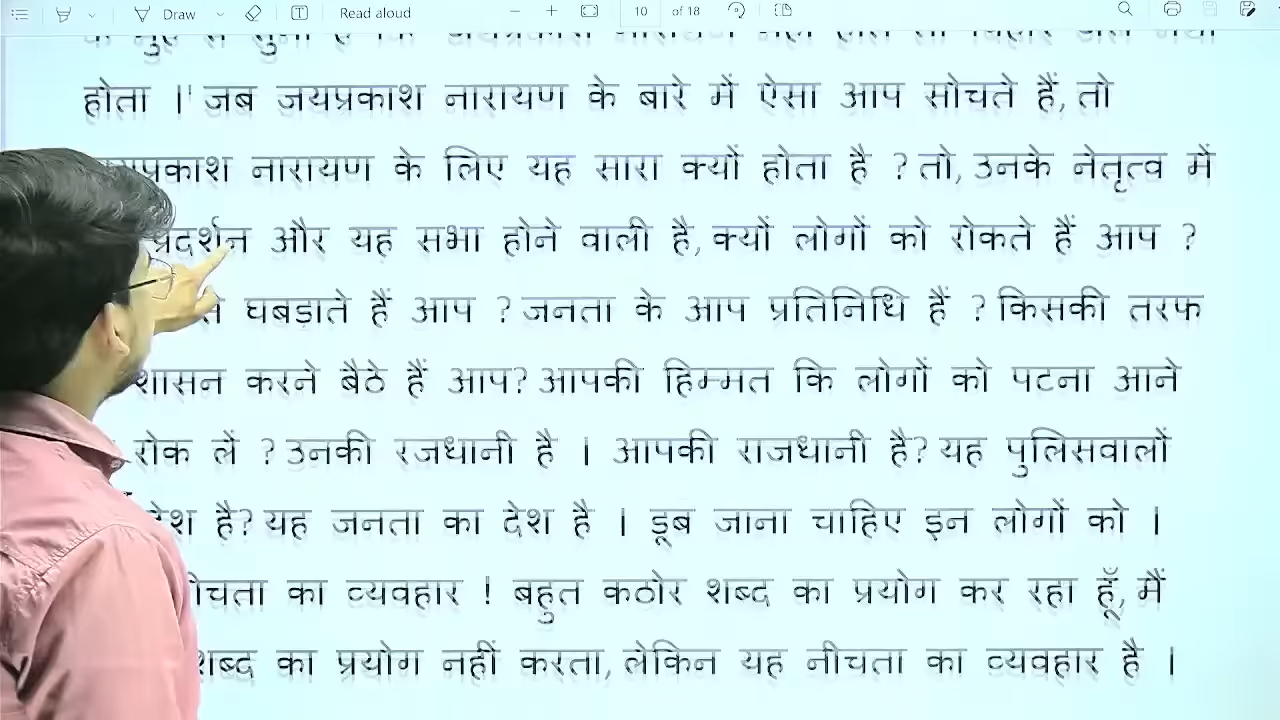 Draw
Read aloud
10 of 18
होता ।' जब जयप्रकाश नारायण के बारे में ऐसा आप सोचते हैं, तो
नारायण के लिए यह सारा क्यों होता है ? तो, उनके नेतृत्व में
प्रदर्शन और यह सभा होने वाली है, क्यों लोगों को रोकते हैं आप ?
घबड़ाते हैं आप ? जनता के आप प्रतिनिधि हैं ? किसकी तरफ
शासन करने बैठे हैं आप? आपकी हिम्मत कि लोगों को पटना आने
रोक लें ? उनकी रजधानी है । आपकी राजधानी है? यह पुलिसवालों
है? यह जनता का देश है । डूब जाना चाहिए इन लोगों को ।
का व्यवहार ! बहुत कठोर शब्द का प्रयोग कर रहा हूँ, मैं
शब्द का प्रयोग नहीं करता, लेकिन यह नीचता का व्यवहार है ।